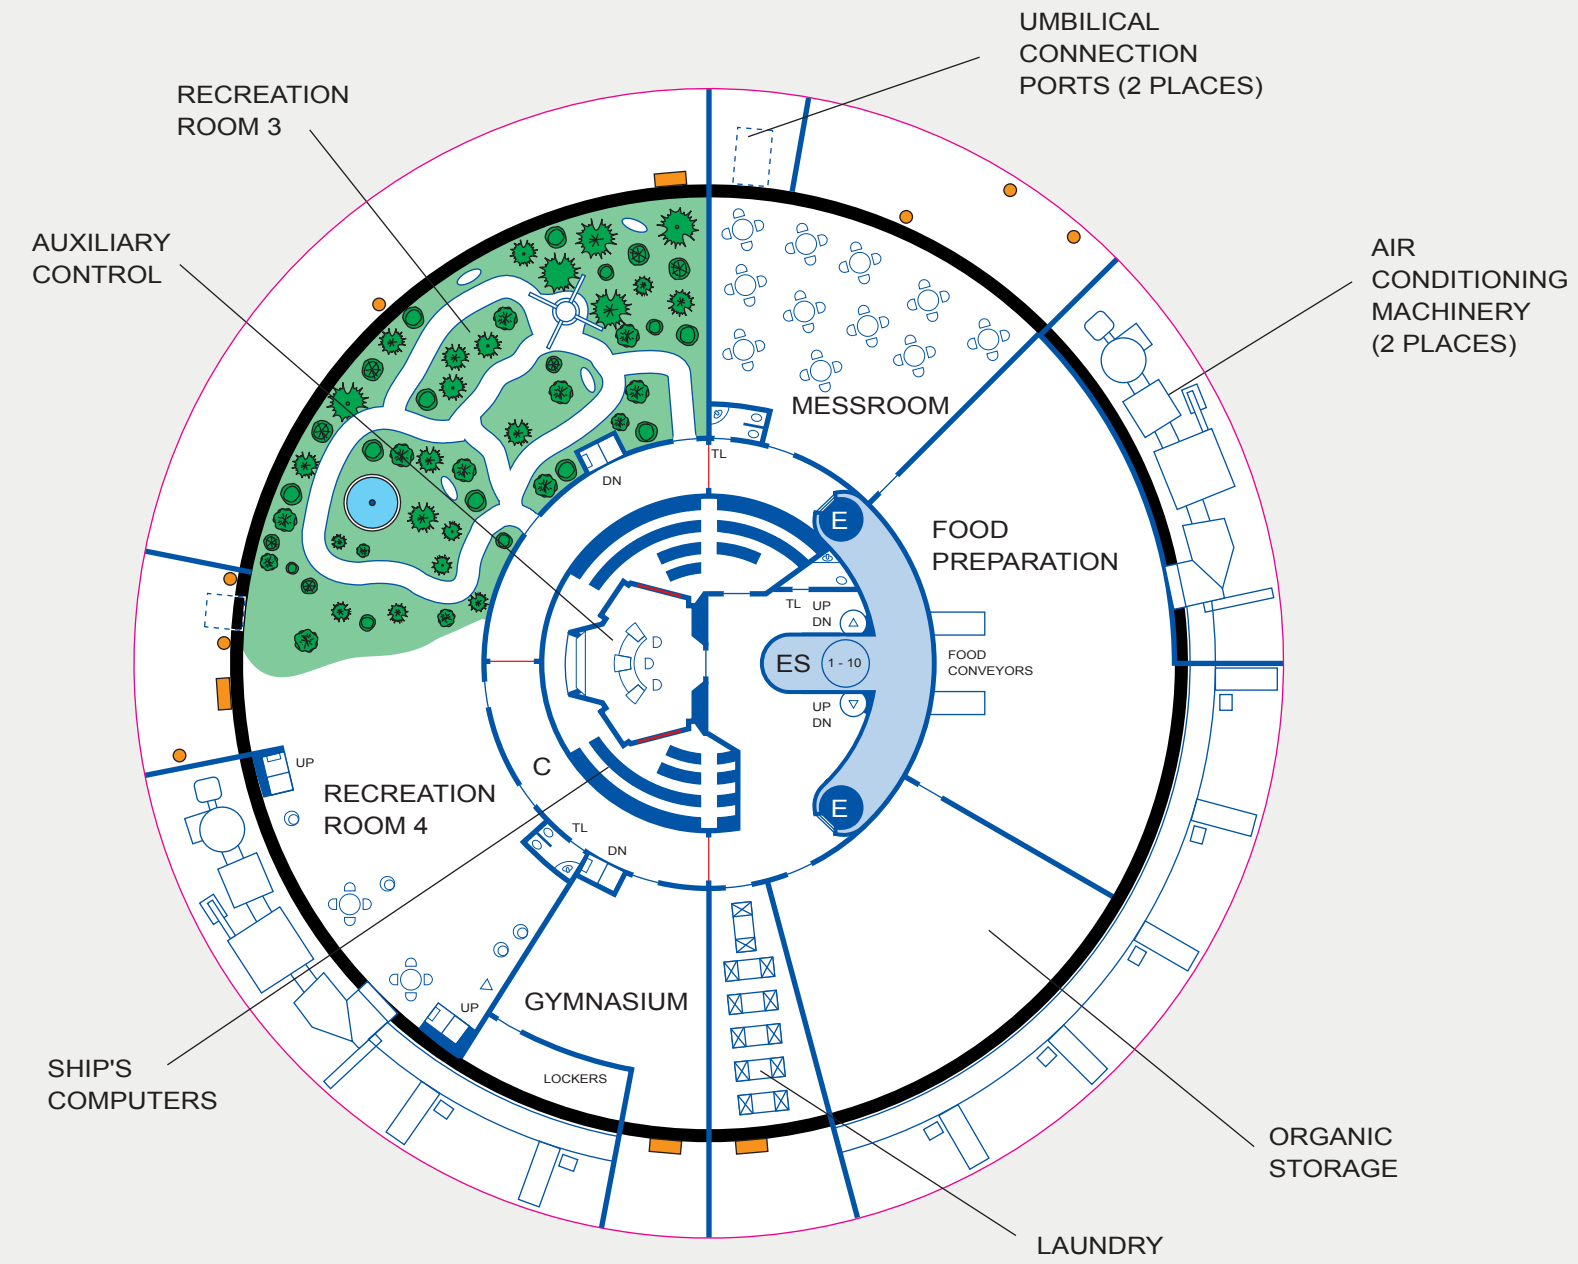 UMBILICAL
CONNECTION
PORTS (2 PLACES)
RECREATION
ROOM 3
AUXILIARY
CONTROL
AIR
CONDITIONING
MACHINERY
(2 PLACES)
MESSROOM
TL
DN
E
FOOD
PREPARATION
TL
UP
DN
ES
1 - 10
FOOD
CONVEYORS
UP
DN
C
E
UP
RECREATION
ROOM 4
TL
DN
UP
GYMNASIUM
LOCKERS
SHIP'S
COMPUTERS
ORGANIC
STORAGE
LAUNDRY